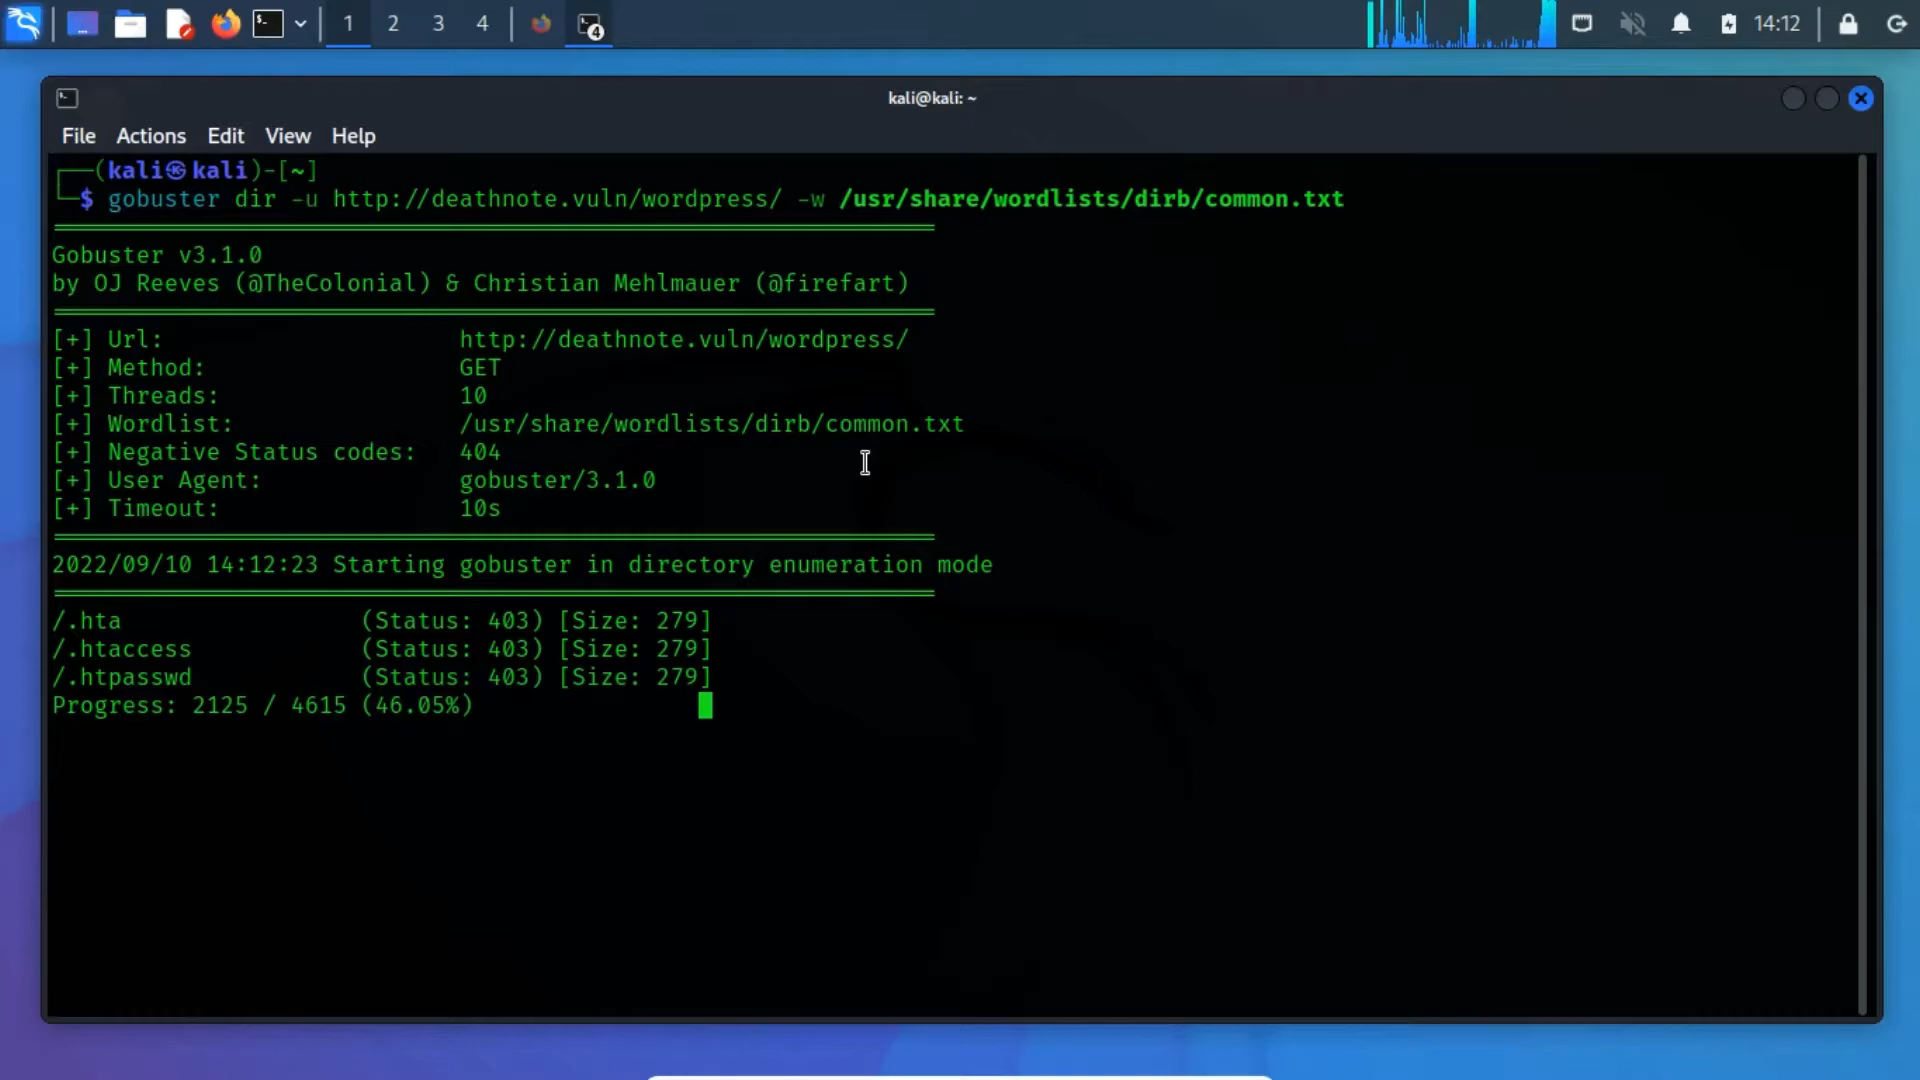 1 2 3 4 4 14:12
kali@kali: ~
File Actions Edit View Help
┌──(kali㉿kali)-[~]
└─$ gobuster dir -u http://deathnote.vuln/wordpress/ -w /usr/share/wordlists/dirb/common.txt
===============================================================
Gobuster v3.1.0
by OJ Reeves (@TheColonial) & Christian Mehlmauer (@firefart)
===============================================================
[+] Url: http://deathnote.vuln/wordpress/
[+] Method: GET
[+] Threads: 10
[+] Wordlist: /usr/share/wordlists/dirb/common.txt
[+] Negative Status codes: 404
[+] User Agent: gobuster/3.1.0
[+] Timeout: 10s
===============================================================
2022/09/10 14:12:23 Starting gobuster in directory enumeration mode
===============================================================
/.hta (Status: 403) [Size: 279]
/.htaccess (Status: 403) [Size: 279]
/.htpasswd (Status: 403) [Size: 279]
Progress: 2125 / 4615 (46.05%)